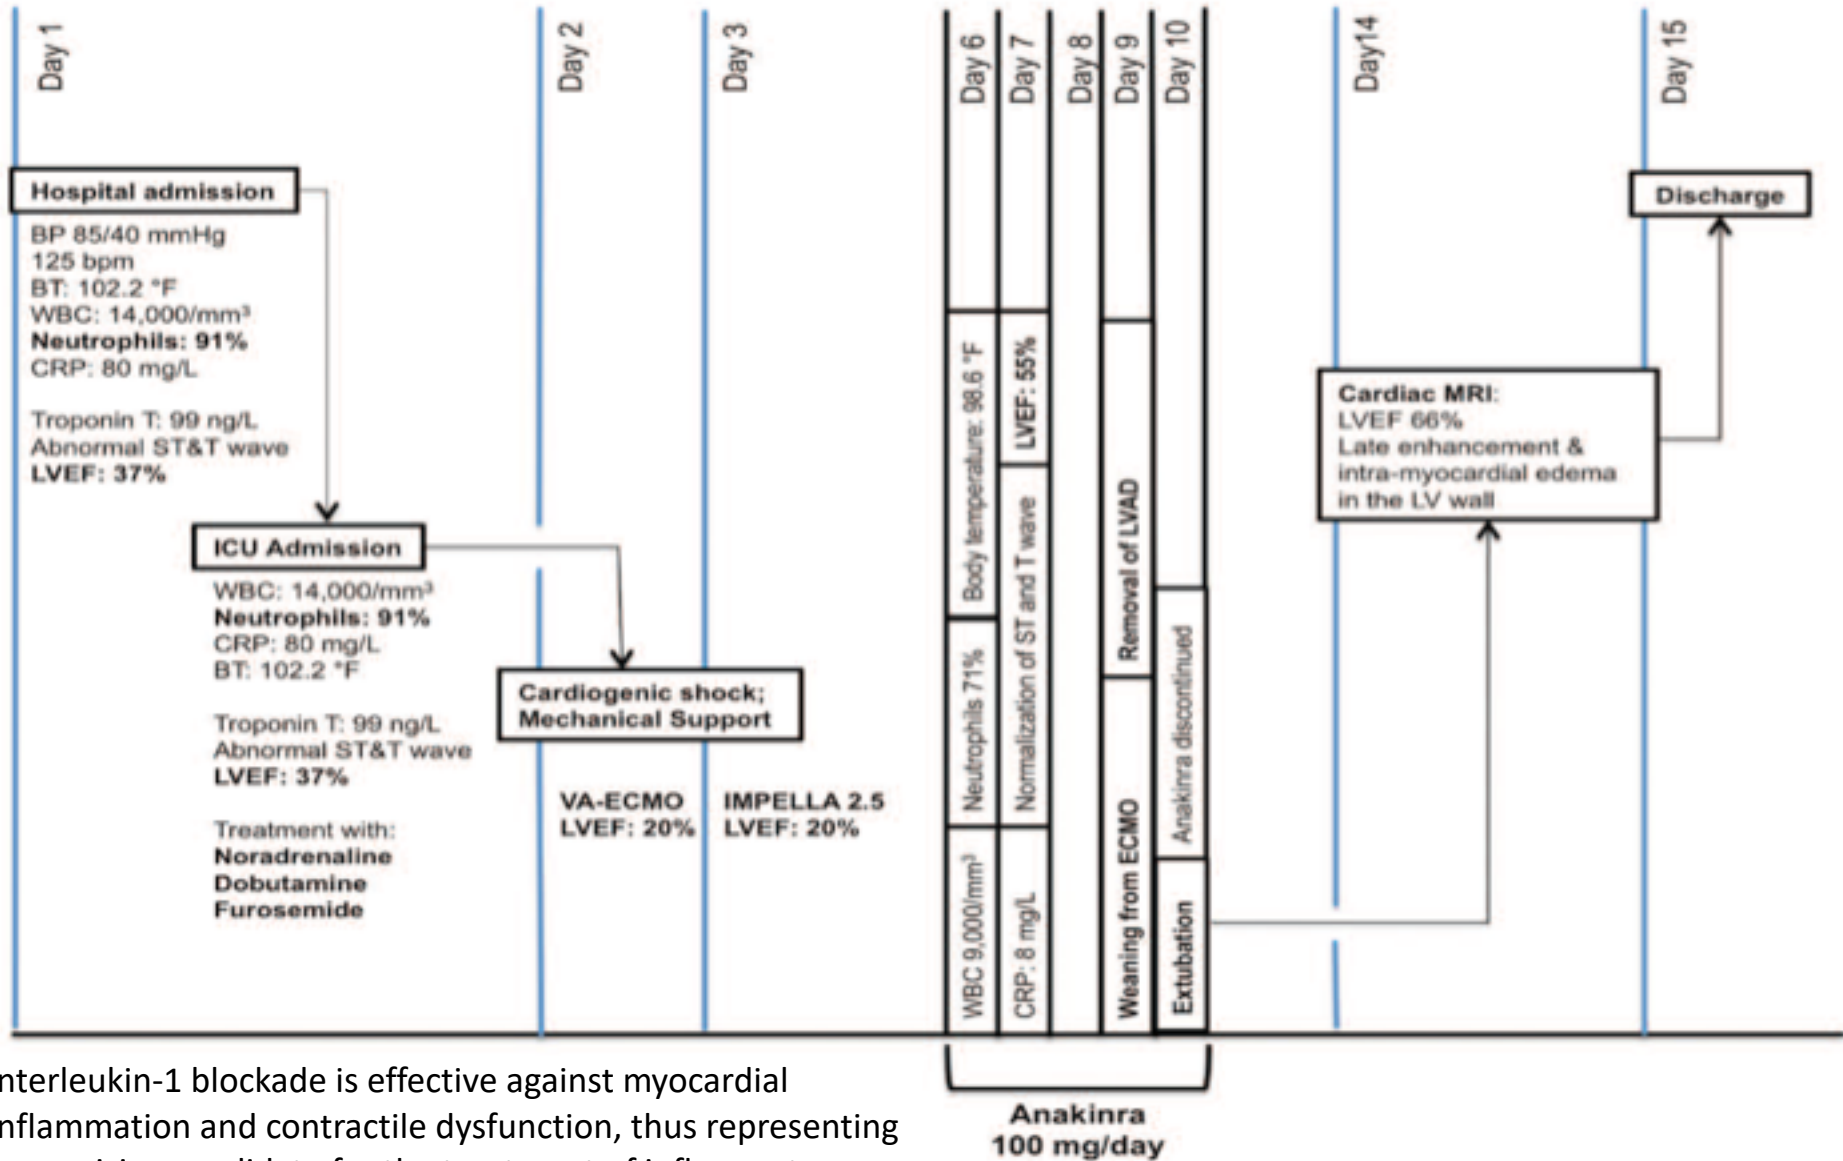 Day 1
Day 2
Day 3
Day 6
Day 7
Day 8
Day 9
Day 10
Day14
Day 15
Hospital admission
BP 85/40 mmHg
125 bpm
BT: 102.2 °F
WBC: 14,000/mm³
Neutrophils: 91%
CRP: 80 mg/L
Troponin T: 99 ng/L
Abnormal ST&T wave
LVEF: 37%
ICU Admission
WBC: 14,000/mm³
Neutrophils: 91%
CRP: 80 mg/L
BT: 102.2 °F
Troponin T: 99 ng/L
Abnormal ST&T wave
LVEF: 37%
Treatment with:
Noradrenaline
Dobutamine
Furosemide
Cardiogenic shock;
Mechanical Support
VA-ECMO
LVEF: 20%
IMPELLA 2.5
LVEF: 20%
WBC 9,000/mm³
Neutrophils 71%
Body temperature: 98.6 °F
CRP: 8 mg/L
Normalization of ST and T wave
LVEF: 55%
Weaning from ECMO
Removal of LVAD
Extubation
Anakinra discontinued
Anakinra
100 mg/day
Cardiac MRI:
LVEF 66%
Late enhancement &
intra-myocardial edema
in the LV wall
Discharge
nterleukin-1 blockade is effective against myocardial
nflammation and contractile dysfunction, thus representing